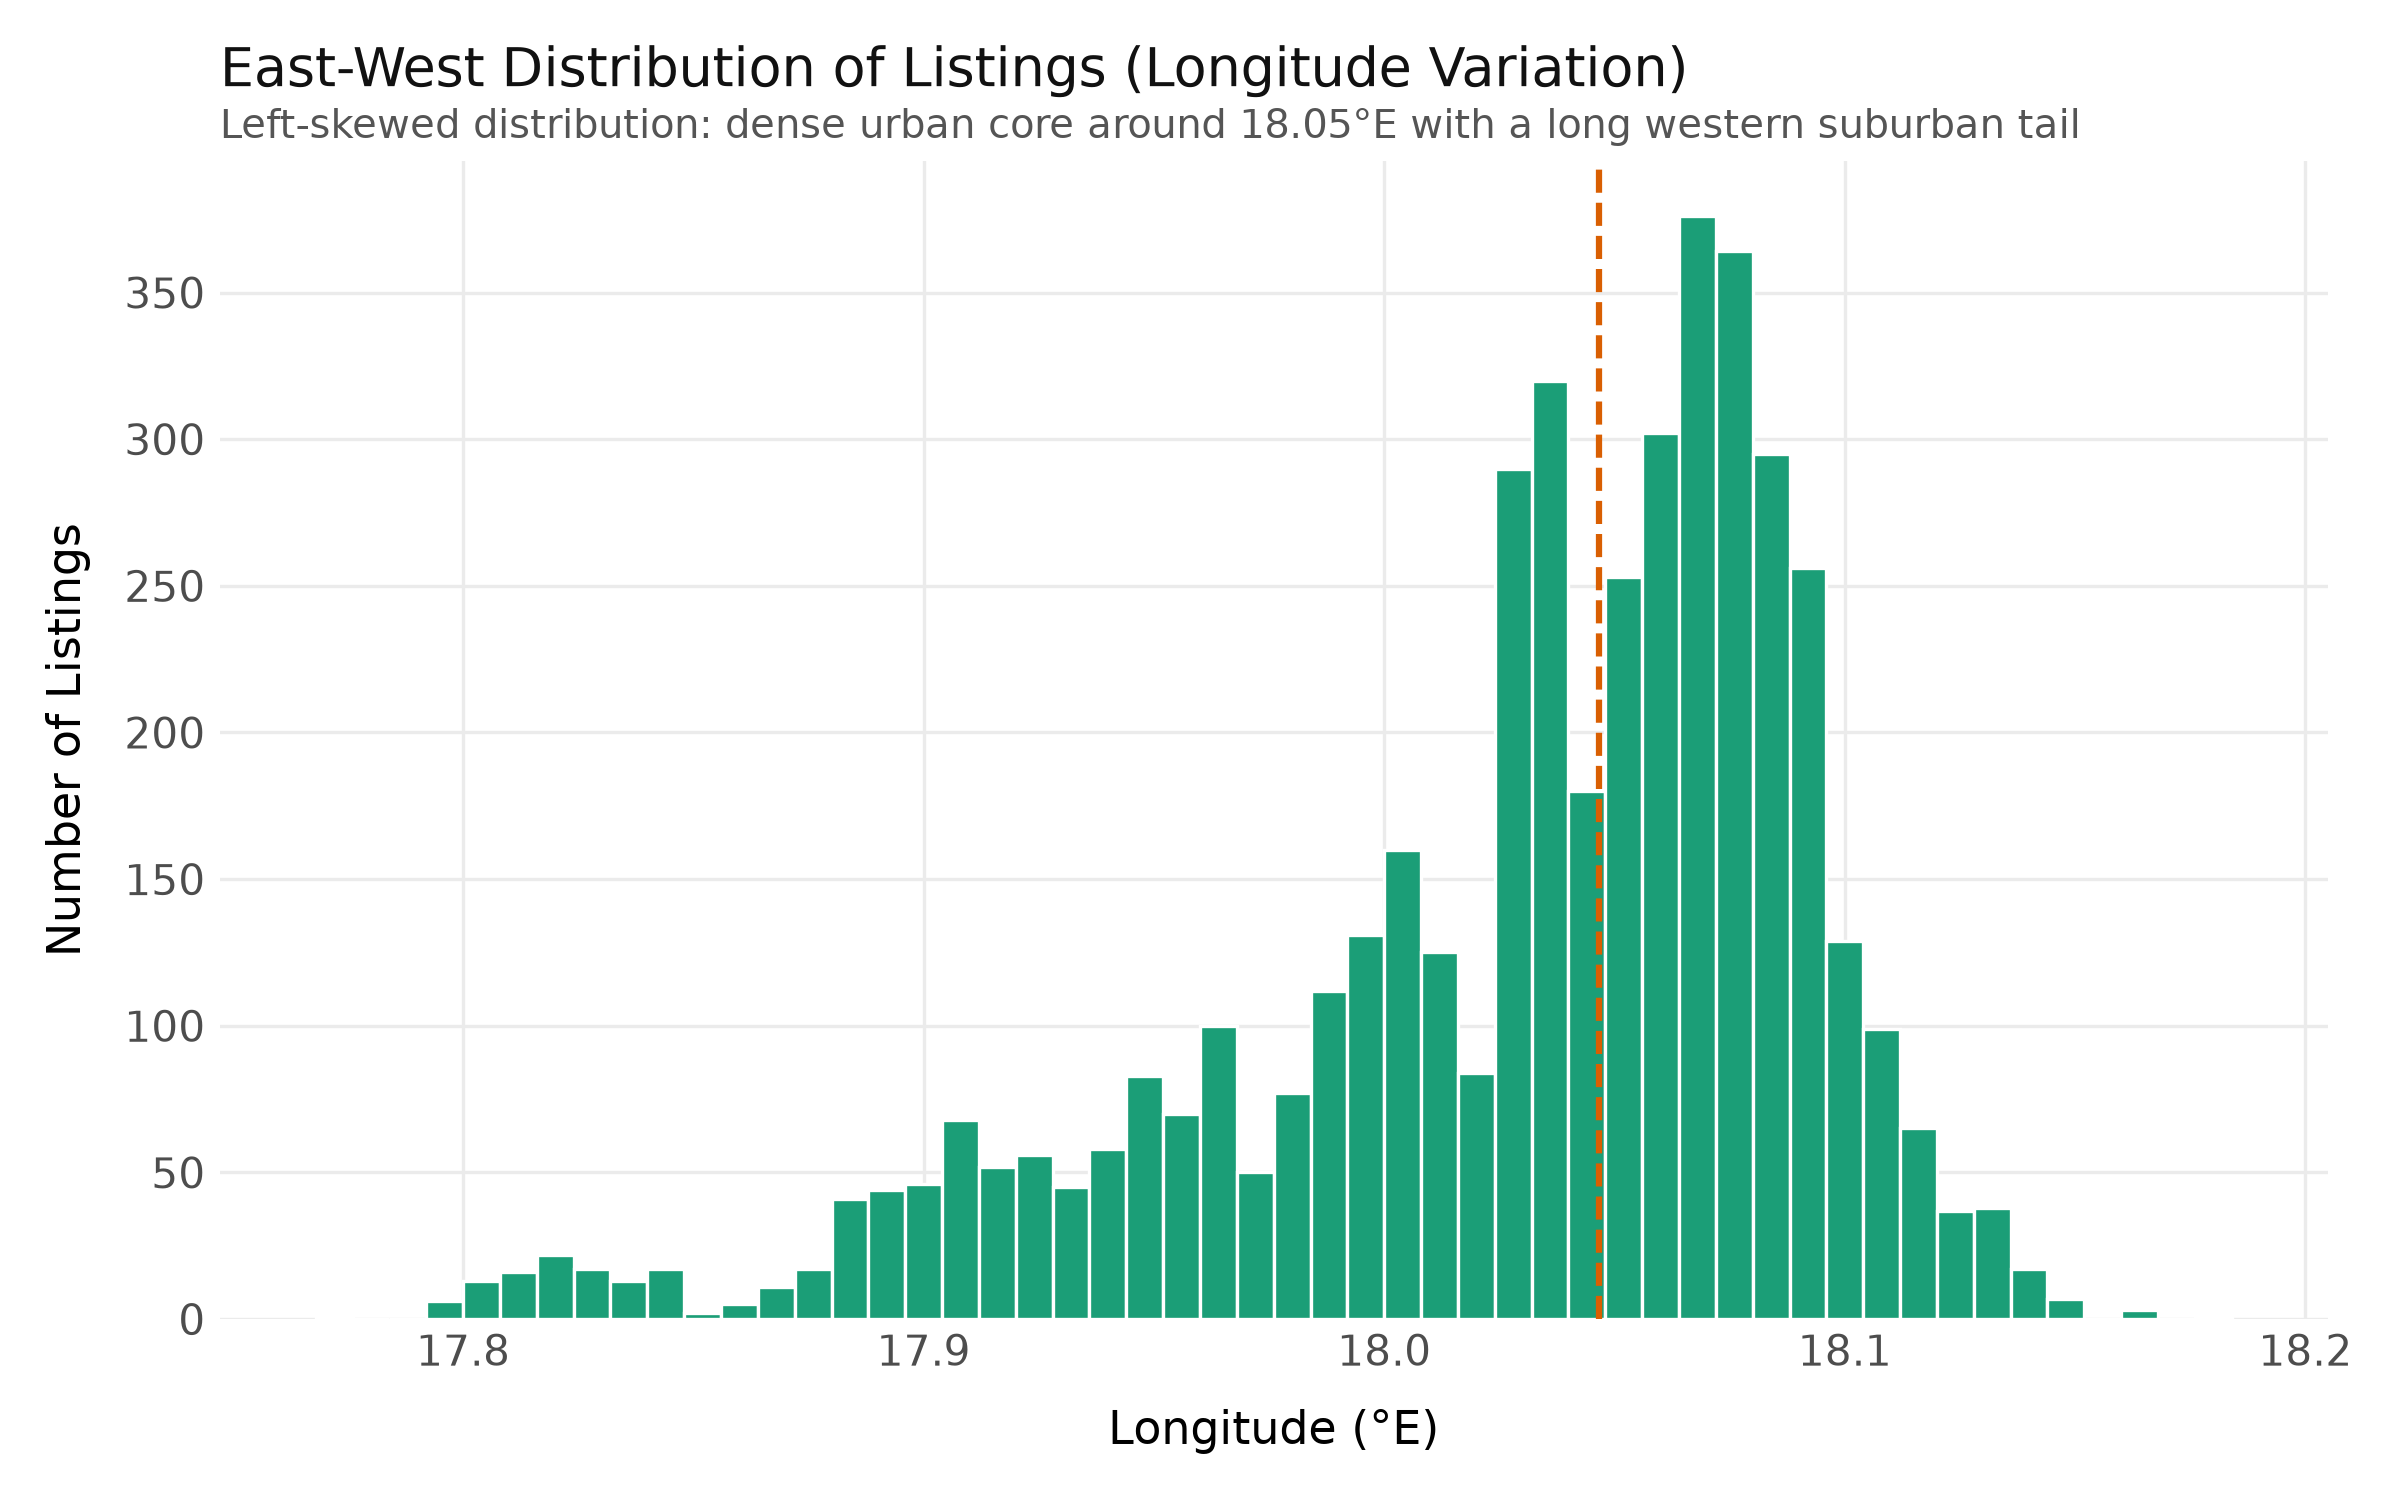 East-West Distribution of Listings (Longitude Variation)
Left-skewed distribution: dense urban core around 18.05°E with a long western suburban tail
Number of Listings
350
300
250
200
150
100
50
0
17.8 17.9 18.0 18.1 18.2
Longitude (°E)